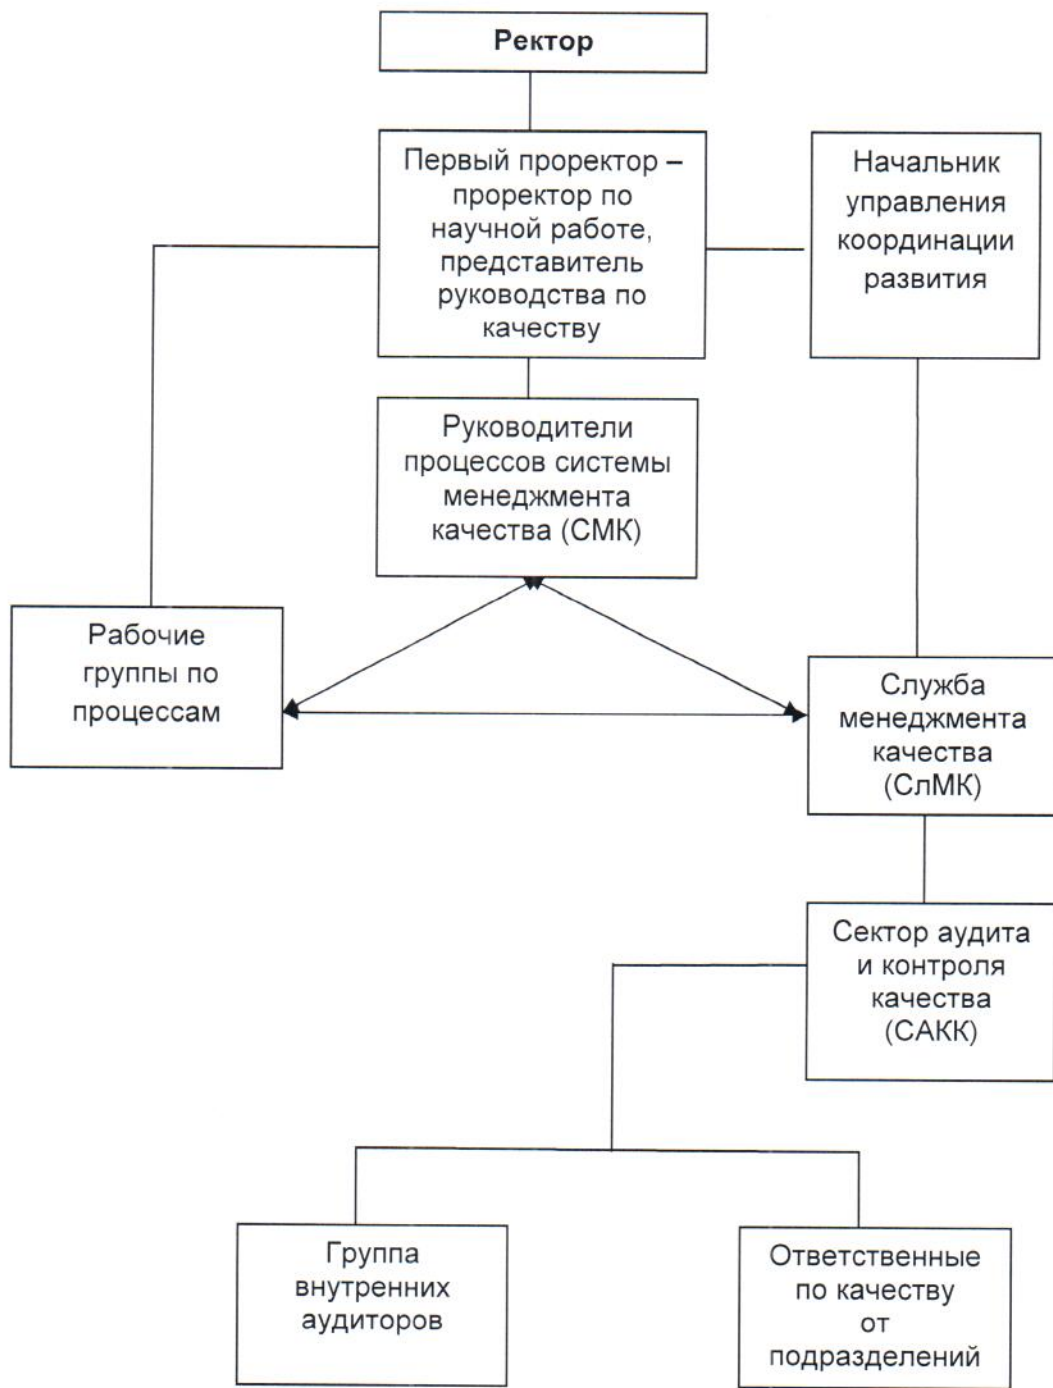 Ректор
Первый проректор –
проректор по
научной работе,
представитель
руководства по
качеству
Начальник
управления
координации
развития
Руководители
процессов системы
менеджмента
качества (СМК)
Рабочие
группы по
процессам
Служба
менеджмента
качества
(СлМК)
Сектор аудита
и контроля
качества
(САКК)
Группа
внутренних
аудиторов
Ответственные
по качеству
от
подразделений